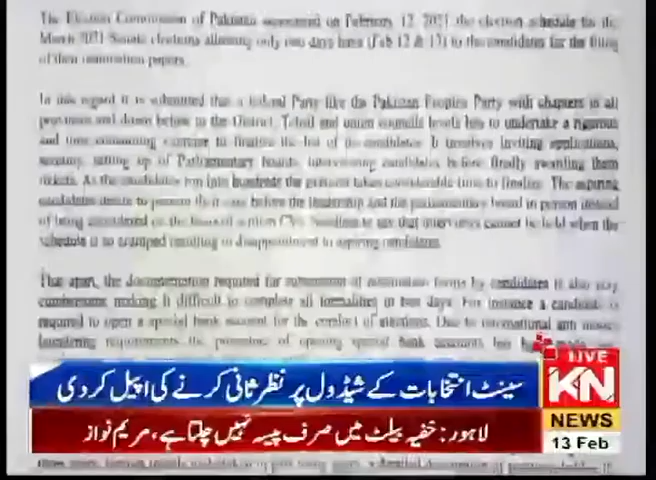 The Election Commission of Pakistan announced on February 12, 2021 the election schedule for the
March 2021 Senate elections allowing only two days have (Feb 12 & 13) to the candidates for the filing
of their nomination papers.
In this regard it is submitted that a federal Party like the Pakistan Peoples Party with chapters in all
provinces and down below to the District, Tehsil and union councils levels has to undertake a rigorous
and time consuming exercise to finalize the list of the candidates. It involves inviting applications,
scrutiny, setting up of Parliamentary boards, interviewing candidates before finally awarding them
tickets. As the candidates run into hundreds the process takes considerable time to finalize. The aspiring
candidates desire to present their case before the leadership and the parliamentary board in person instead
of being considered on the basis of written CVs. Needless to say that interviews cannot be held when the
schedule is so cramped resulting in disappointment to aspiring candidates.
That apart, the documentation required for submission of nomination forms by candidates is also very
cumbersome making it difficult to complete all formalities in two days. For instance a candidate is
required to open a special bank account for the conduct of elections. Due to international anti money
laundering requirements the process of opening special bank accounts has
سینٹ انتخابات کے شیڈول پر نظر ثانی کرنے کی اپیل کر دی
لاہور: خفیہ بیلٹ میں صرف پیسہ نہیں چلتا ہے، مریم نواز
LIVE
KN
NEWS
13 Feb